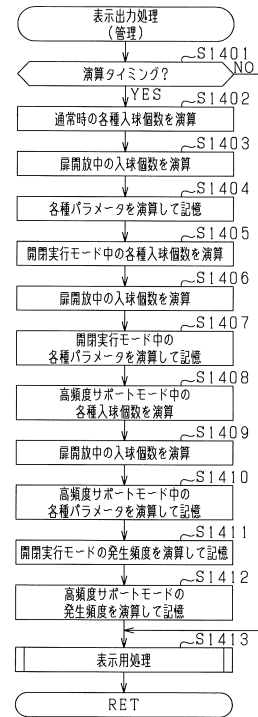 表示出力処理
(管理)
S1401
演算タイミング?
NO
YES
S1402
通常時の各種入球個数を演算
S1403
扉開放中の入球個数を演算
S1404
各種パラメータを演算して記憶
S1405
開閉実行モード中の各種入球個数を演算
S1406
扉開放中の入球個数を演算
S1407
開閉実行モード中の
各種パラメータを演算して記憶
S1408
高頻度サポートモード中の
各種入球個数を演算
S1409
扉開放中の入球個数を演算
S1410
高頻度サポートモード中の
各種パラメータを演算して記憶
S1411
開閉実行モードの発生頻度を演算して記憶
S1412
高頻度サポートモードの
発生頻度を演算して記憶
S1413
表示用処理
RET